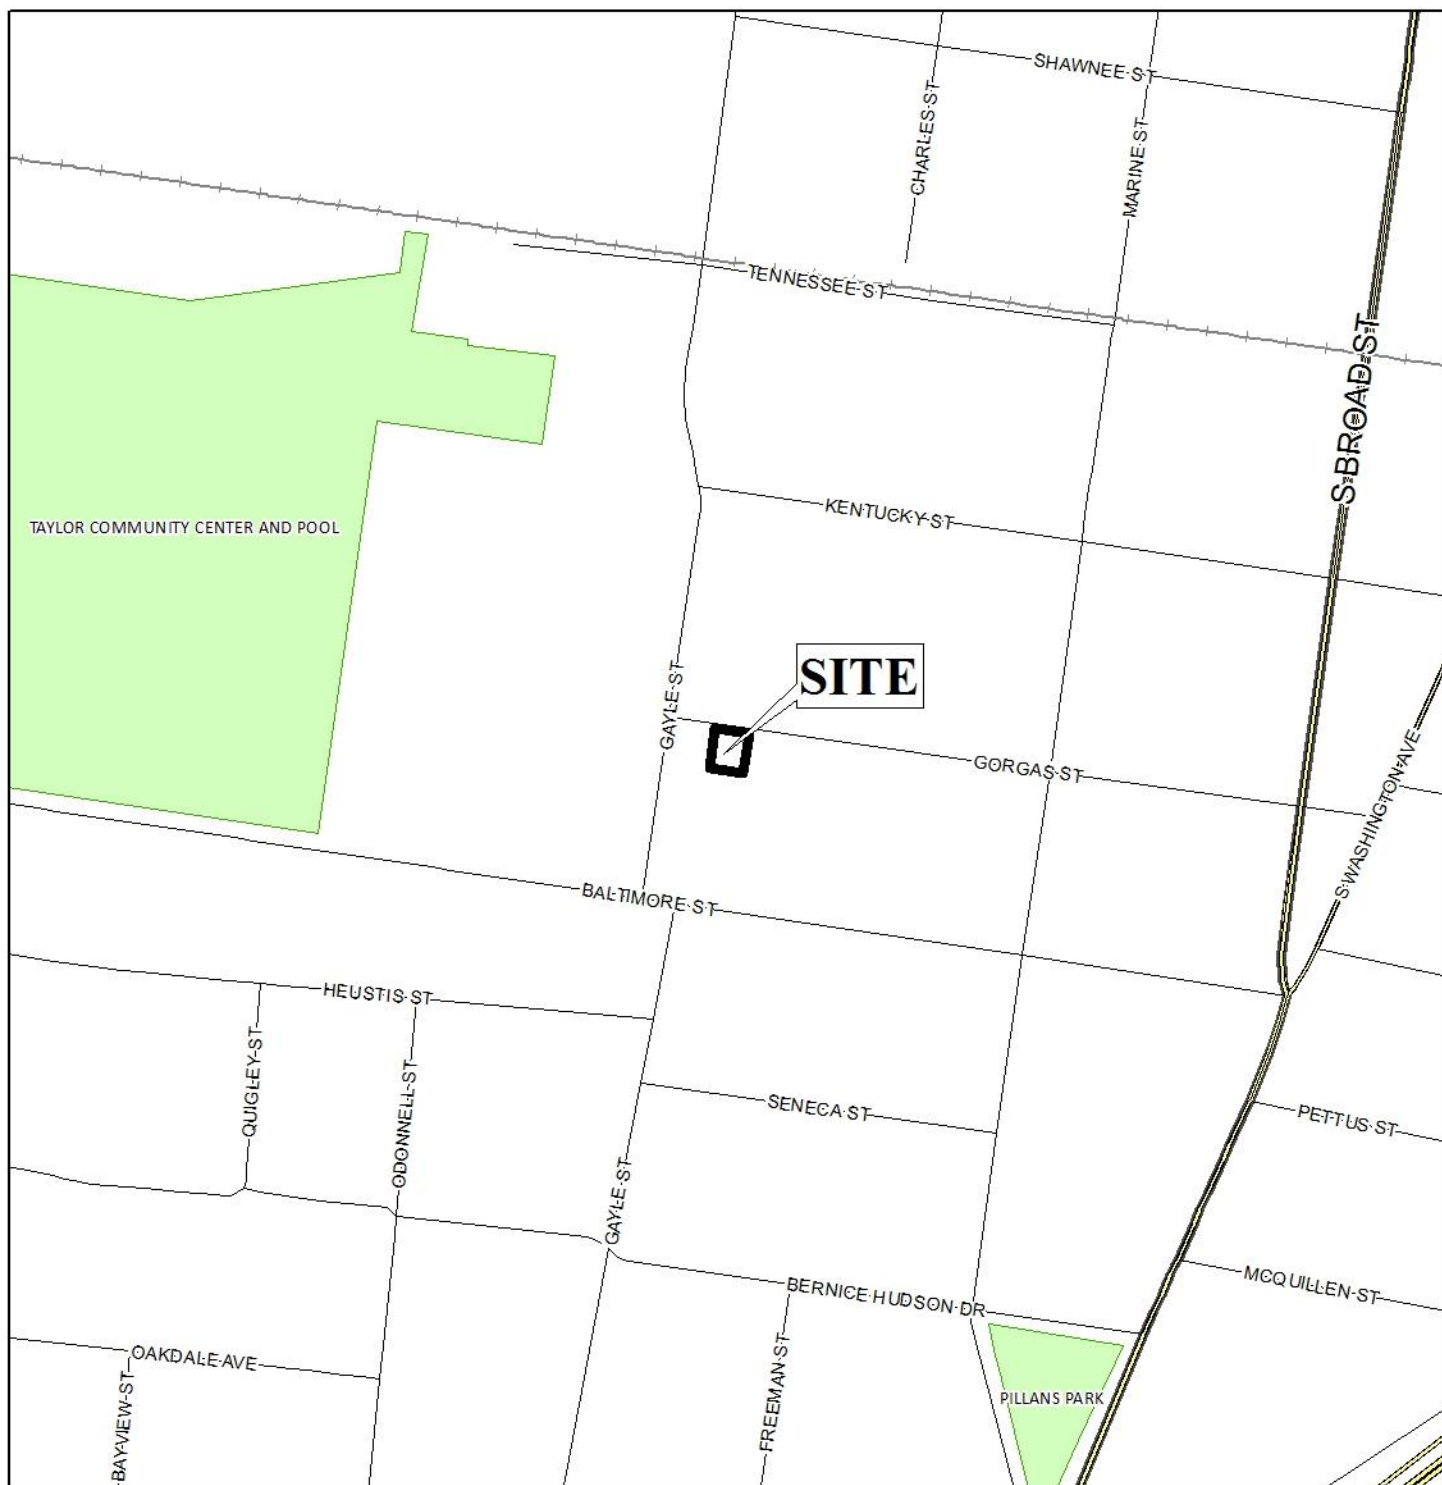 SHAWNEE ST
CHARLES ST
MARINE ST
TENNESSEE ST
S BROAD ST
KENTUCKY ST
TAYLOR COMMUNITY CENTER AND POOL
SITE
GAYLE ST
GORGAS ST
S WASHINGTON AVE
BALTIMORE ST
HEUSTIS ST
QUIGLEY ST
ODONNELL ST
SENECA ST
PETTUS ST
GAYLE ST
BERNICE HUDSON DR
MCQUILLEN ST
OAKDALE AVE
BAY VIEW ST
FREEMAN ST
PILLANS PARK